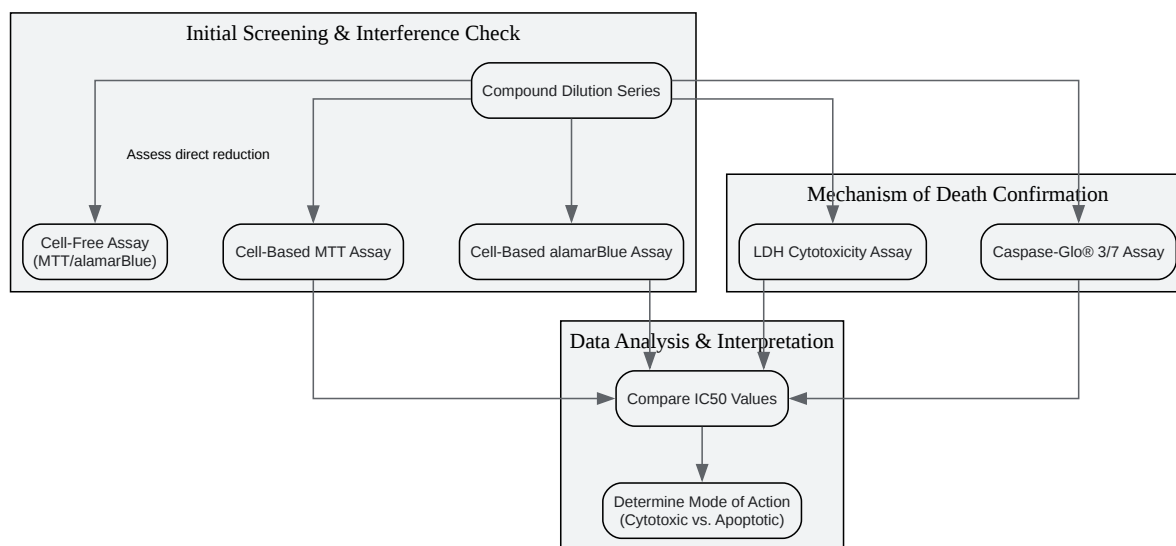 Initial Screening & Interference Check
Compound Dilution Series
Assess direct reduction
Mechanism of Death Confirmation
Cell-Free Assay
(MTT/alamarBlue)
Cell-Based MTT Assay
Cell-Based alamarBlue Assay
LDH Cytotoxicity Assay
Caspase-Glo® 3/7 Assay
Data Analysis & Interpretation
Compare IC50 Values
Determine Mode of Action
(Cytotoxic vs. Apoptotic)